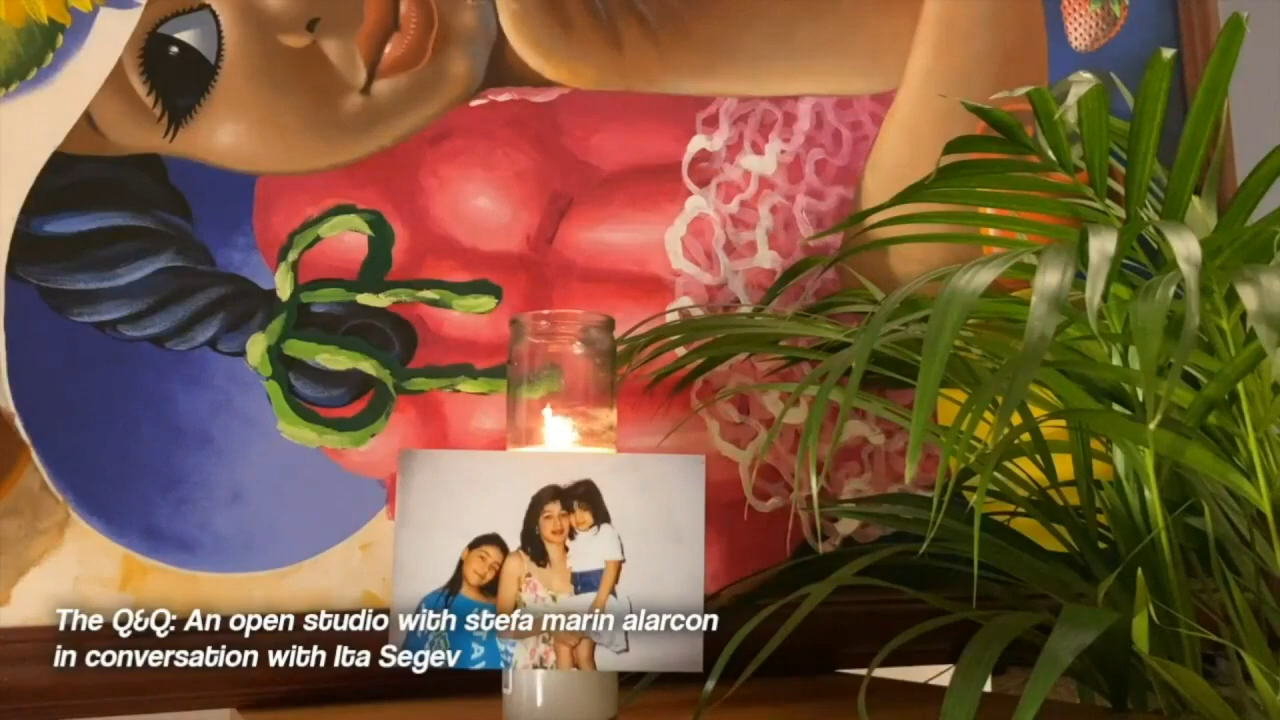 The Q&Q: An open studio with stefa marin alarcon
in conversation with Ita Segev